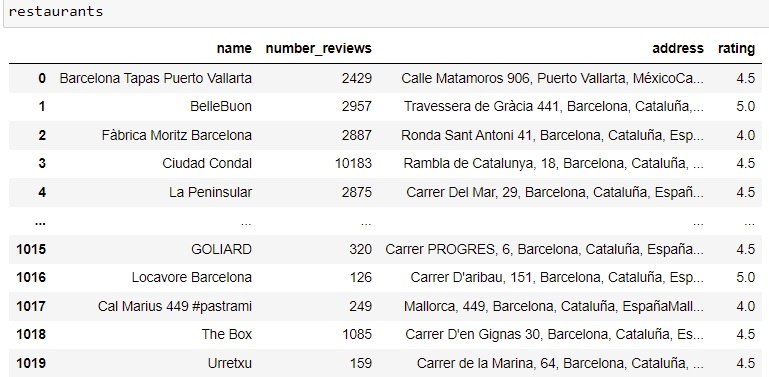 restaurants
name number_reviews address rating
0 Barcelona Tapas Puerto Vallarta 2429 Calle Matamoros 906, Puerto Vallarta, MéxicoCa... 4.5
1 BelleBuon 2957 Travessera de Gràcia 441, Barcelona, Cataluña,... 5.0
2 Fàbrica Moritz Barcelona 2887 Ronda Sant Antoni 41, Barcelona, Cataluña, Esp... 4.0
3 Ciudad Condal 10183 Rambla de Catalunya, 18, Barcelona, Cataluña, ... 4.5
4 La Peninsular 2875 Carrer Del Mar, 29, Barcelona, Cataluña, Españ... 4.5
... ... ... ... ...
1015 GOLIARD 320 Carrer PROGRES, 6, Barcelona, Cataluña, España... 4.5
1016 Locavore Barcelona 126 Carrer D'aribau, 151, Barcelona, Cataluña, Esp... 5.0
1017 Cal Marius 449 #pastrami 249 Mallorca, 449, Barcelona, Cataluña, EspañaMall... 4.0
1018 The Box 1085 Carrer D'en Gignas 30, Barcelona, Cataluña, Es... 4.5
1019 Urretxu 159 Carrer de la Marina, 64, Barcelona, Cataluña, ... 4.5